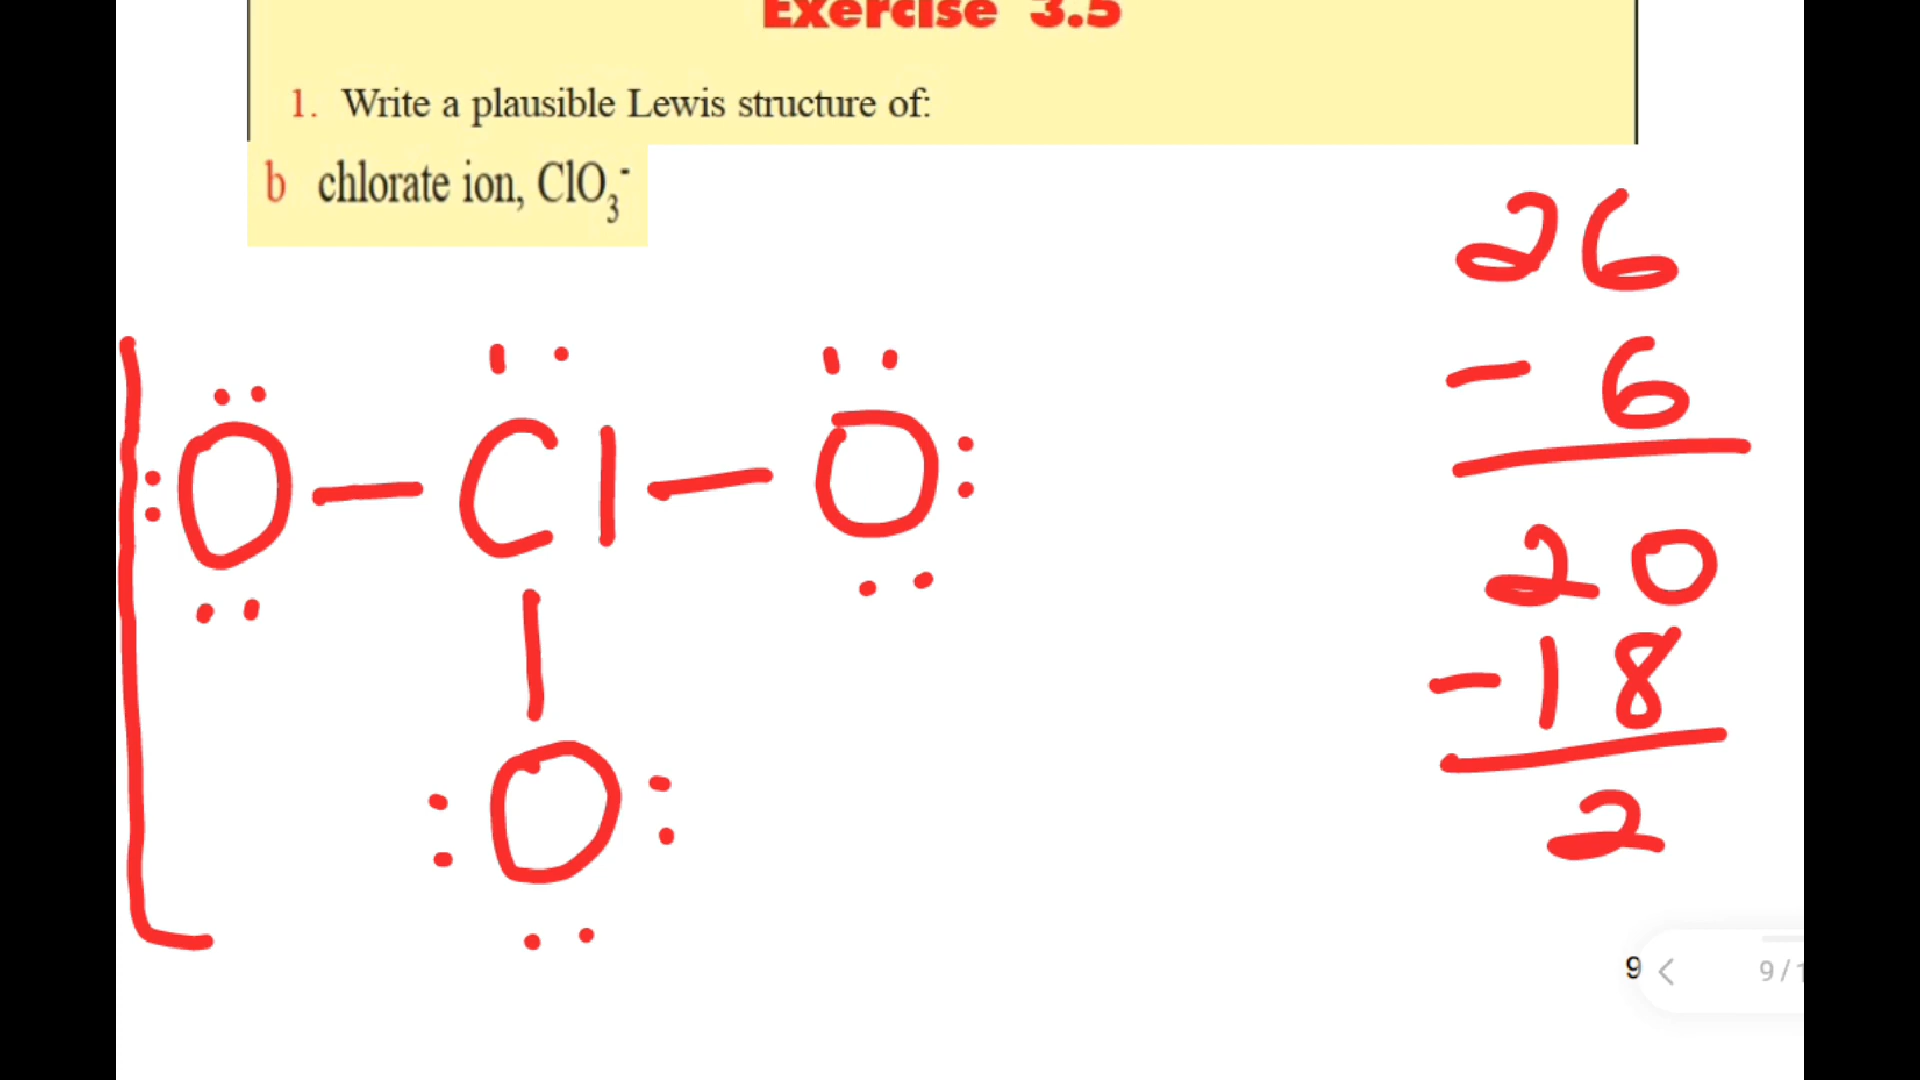 Exercise 3.5
1. Write a plausible Lewis structure of:
b chlorate ion, ClO₃⁻
26
- 6
20
-18
2
:O - Cl - O:
|
:O:
9 < 9/1